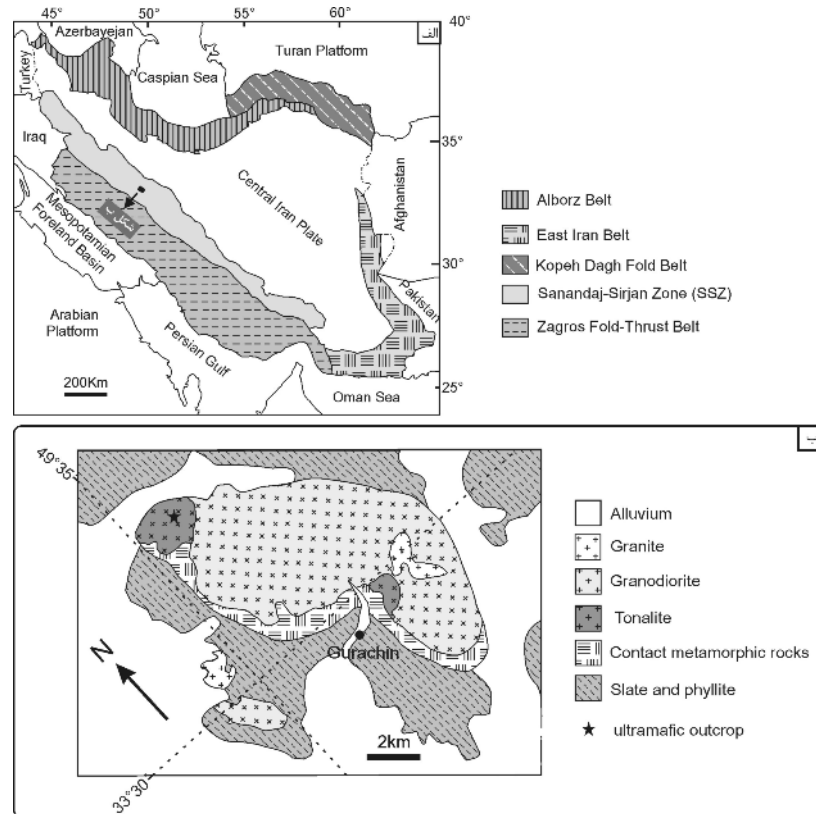 45°
50°
55°
60°
40°
Azerbayejan
الف
Turan Platform
Turkey
Caspian Sea
35°
Iraq
Central Iran Plate
Afghanistan
شکل ب
Mesopotamian
Foreland Basin
30°
Pakistan
Arabian
Platform
Persian Gulf
200Km
25°
Oman Sea
Alborz Belt
East Iran Belt
Kopeh Dagh Fold Belt
Sanandaj-Sirjan Zone (SSZ)
Zagros Fold-Thrust Belt
ب
49°35
N
Gurachin
2km
33°30
Alluvium
Granite
Granodiorite
Tonalite
Contact metamorphic rocks
Slate and phyllite
ultramafic outcrop